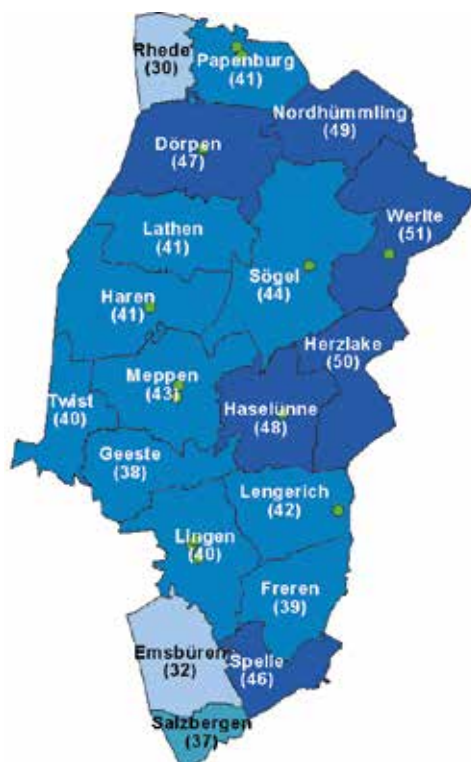 Rhede
(30)
Papenburg
(41)
Nordhümmling
(49)
Dörpen
(47)
Werlte
(51)
Lathen
(41)
Sögel
(44)
Haren
(41)
Herzlake
(50)
Meppen
(43)
Twist
(40)
Haselünne
(48)
Geeste
(38)
Lengerich
(42)
Lingen
(40)
Freren
(39)
Emsbüren
(32)
Spelle
(46)
Salzbergen
(37)